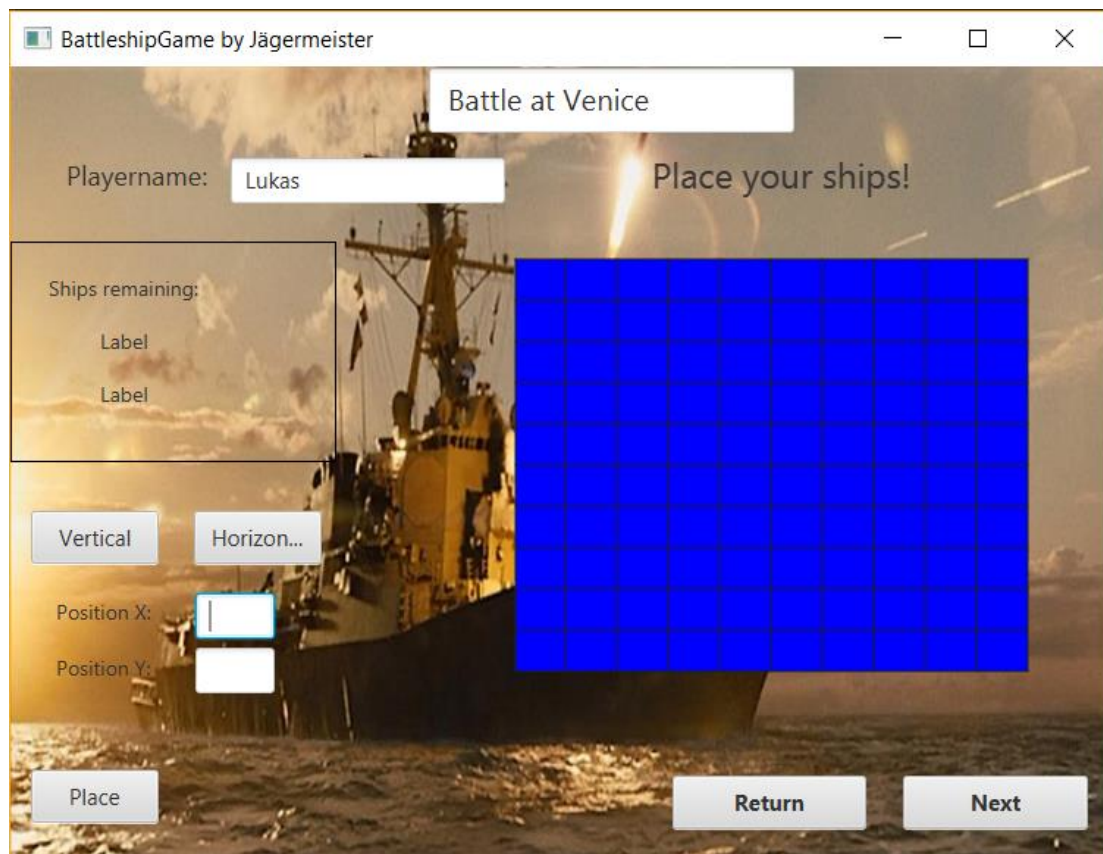 BattleshipGame by Jägermeister
Battle at Venice
Playername: Lukas
Place your ships!
Ships remaining:
Label
Label
Vertical Horizon...
Position X:
Position Y:
Place
Return Next